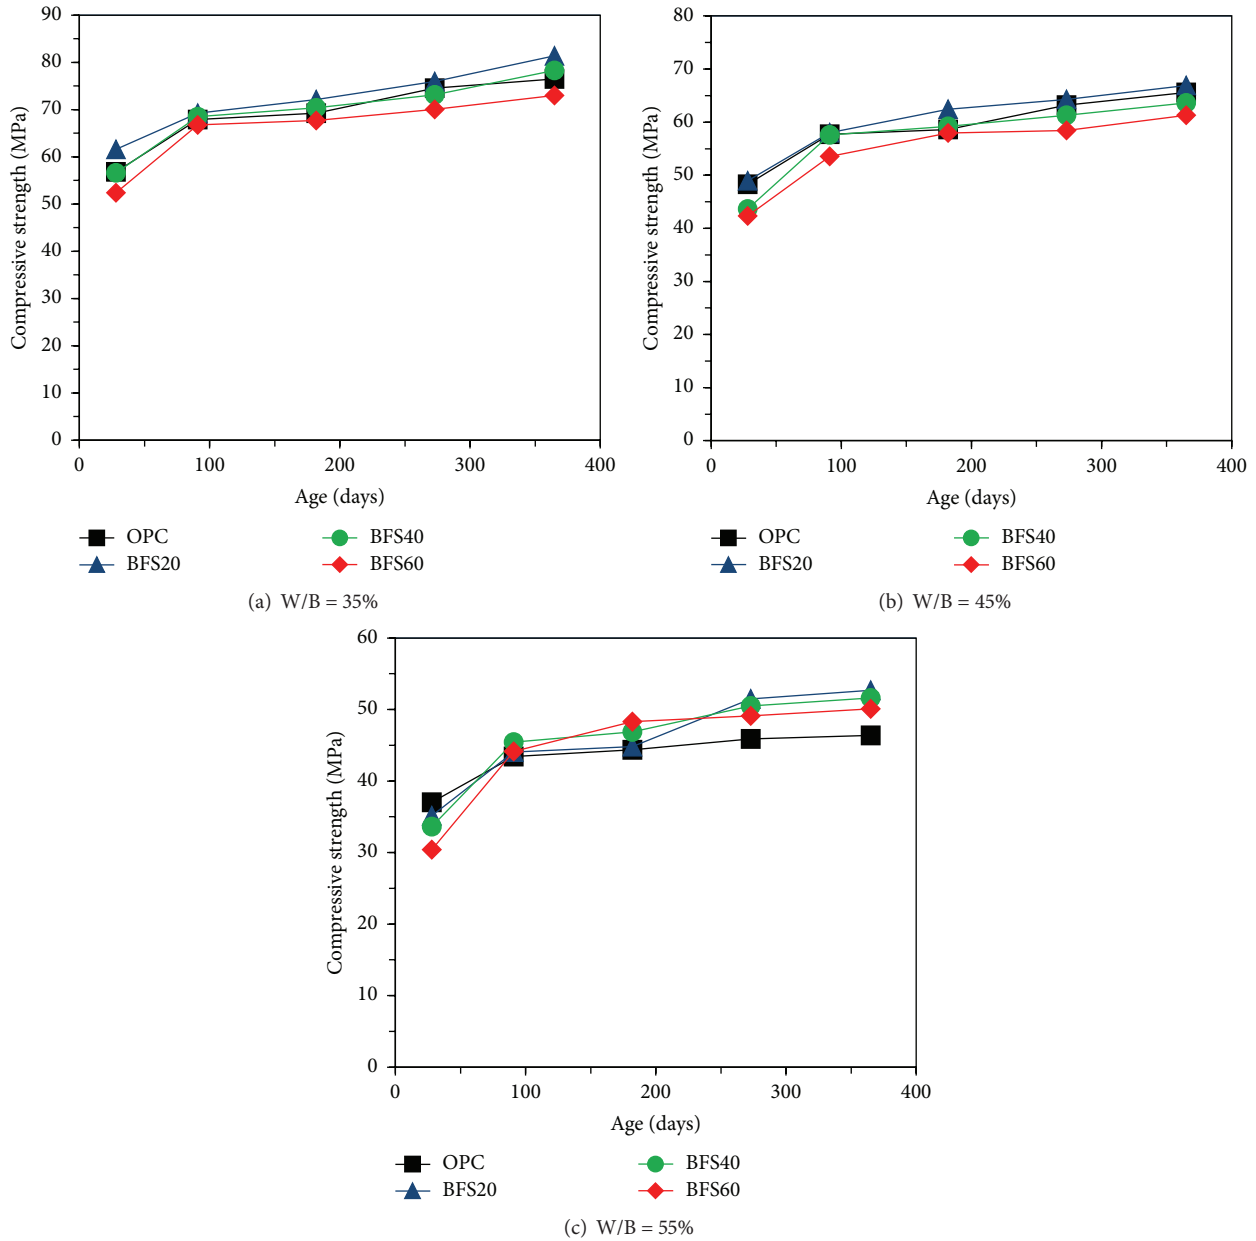 90
80
70
60
50
40
30
20
10
0
Compressive strength (MPa)
0 100 200 300 400
Age (days)
OPC BFS40
BFS20 BFS60
(a) W/B = 35%
80
70
60
50
40
30
20
10
0
Compressive strength (MPa)
0 100 200 300 400
Age (days)
OPC BFS40
BFS20 BFS60
(b) W/B = 45%
60
50
40
30
20
10
0
Compressive strength (MPa)
0 100 200 300 400
Age (days)
OPC BFS40
BFS20 BFS60
(c) W/B = 55%